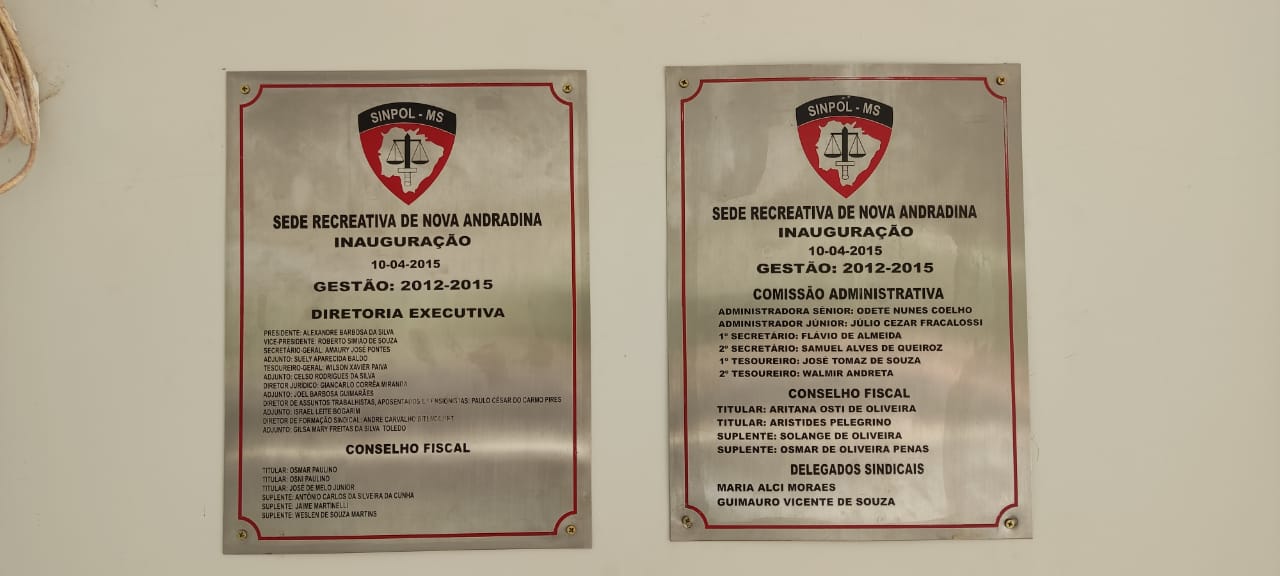 SINPOL - MS
SEDE RECREATIVA DE NOVA ANDRADINA
INAUGURAÇÃO
10-04-2015
GESTÃO: 2012-2015
DIRETORIA EXECUTIVA
PRESIDENTE: ALEXANDRE BARBOSA DA SILVA
VICE-PRESIDENTE: ROBERTO SIMIÃO DE SOUZA
SECRETÁRIO-GERAL: AMAURY JOSÉ PONTES
ADJUNTO: SUELY APARECIDA BALDO
TESOUREIRO-GERAL: WILSON XAVIER PAIVA
ADJUNTO: CELSO RODRIGUES DA SILVA
DIRETOR JURÍDICO: GIANCARLO CORRÊA MIRANDA
ADJUNTO: JOEL BARBOSA GUIMARÃES
DIRETOR DE ASSUNTOS TRABALHISTAS, APOSENTADOS E PENSIONISTAS: PAULO CÉSAR DO CARMO PIRES
ADJUNTO: ISRAEL LEITE BOGARIM
DIRETOR DE FORMAÇÃO SINDICAL: ANDRE CARVALHO
ADJUNTO: GILSA MARY FREITAS DA SILVA TOLEDO
CONSELHO FISCAL
TITULAR: OSMAR PAULINO
TITULAR: OSNI PAULINO
TITULAR: JOSÉ DE MELO JUNIOR
SUPLENTE: ANTÔNIO CARLOS DA SILVEIRA DA CUNHA
SUPLENTE: JAIME MARTINELLI
SUPLENTE: WESLEN DE SOUZA MARTINS
SINPOL - MS
SEDE RECREATIVA DE NOVA ANDRADINA
INAUGURAÇÃO
10-04-2015
GESTÃO: 2012-2015
COMISSÃO ADMINISTRATIVA
ADMINISTRADORA SÊNIOR: ODETE NUNES COELHO
ADMINISTRADOR JÚNIOR: JÚLIO CEZAR FRACALOSSI
1º SECRETÁRIO: FLÁVIO DE ALMEIDA
2º SECRETÁRIO: SAMUEL ALVES DE QUEIROZ
1º TESOUREIRO: JOSÉ TOMAZ DE SOUZA
2º TESOUREIRO: WALMIR ANDRETA
CONSELHO FISCAL
TITULAR: ARITANA OSTI DE OLIVEIRA
TITULAR: ARISTIDES PELEGRINO
SUPLENTE: SOLANGE DE OLIVEIRA
SUPLENTE: OSMAR DE OLIVEIRA PENAS
DELEGADOS SINDICAIS
MARIA ALCI MORAES
GUIMAURO VICENTE DE SOUZA